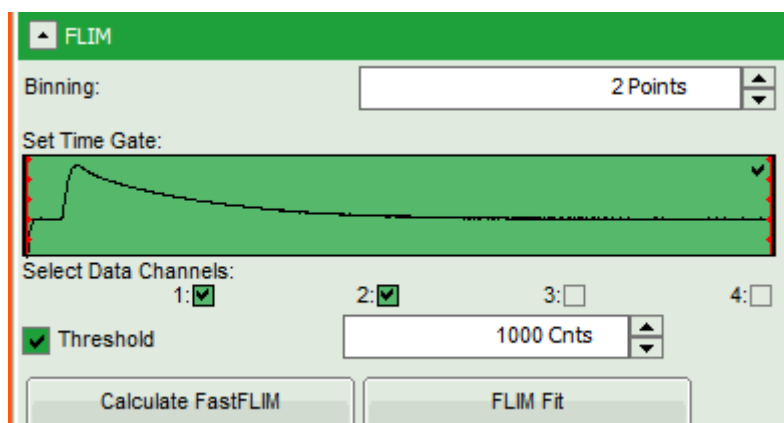 FLIM
Binning: 2 Points
Set Time Gate:
Select Data Channels:
1: 2: 3: 4:
Threshold 1000 Cnts
Calculate FastFLIM FLIM Fit